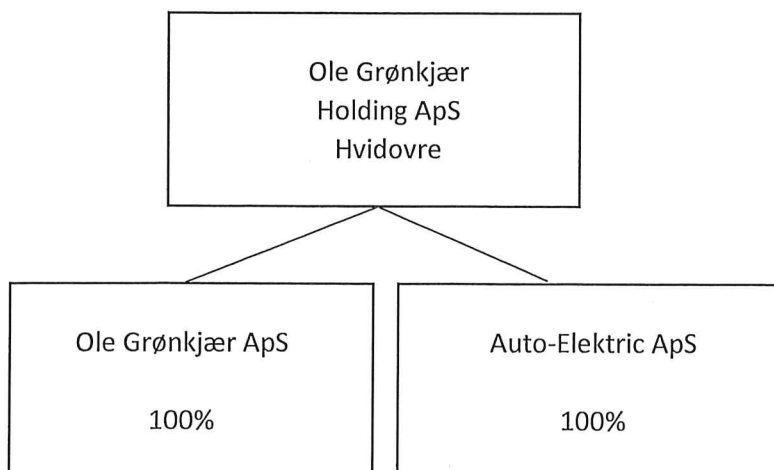 Ole Grønkjær
Holding ApS
Hvidovre
Ole Grønkjær ApS
100%
Auto-Elektric ApS
100%